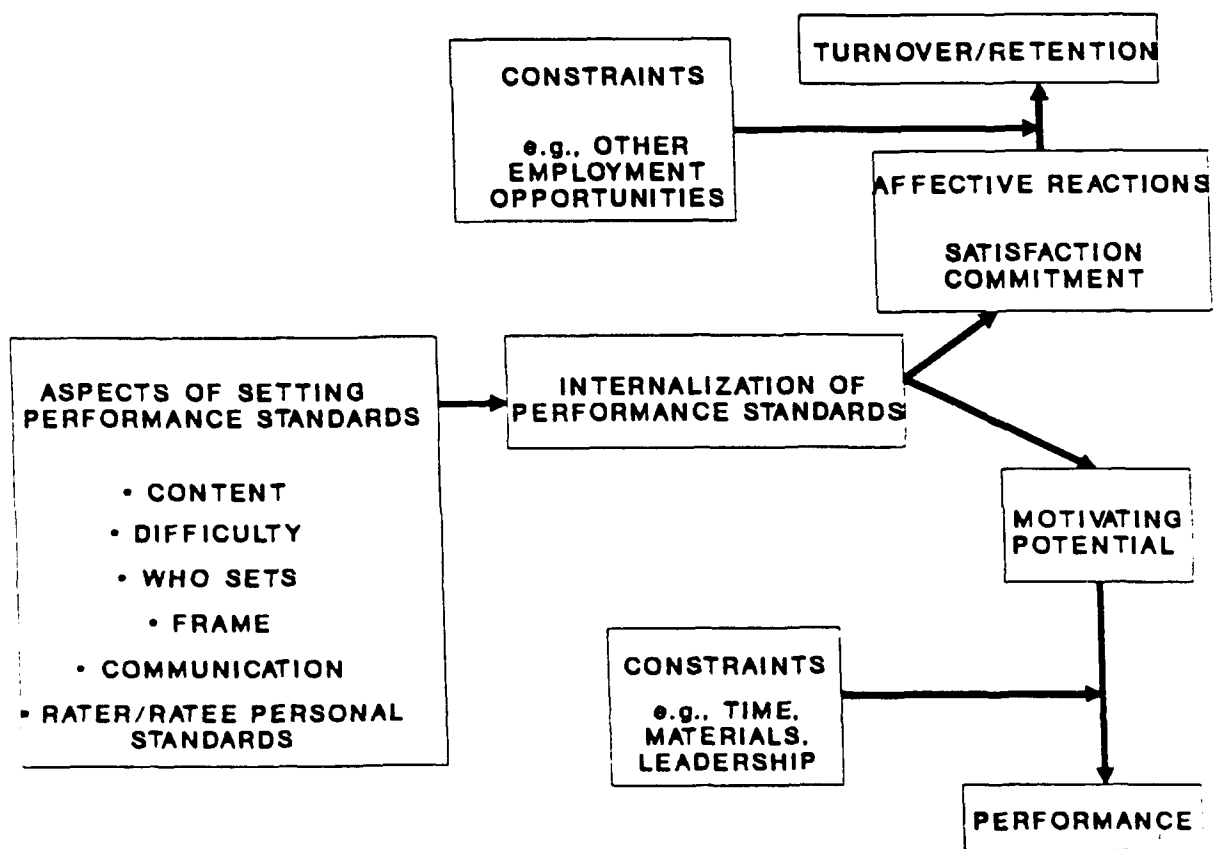 TURNOVER/RETENTION
CONSTRAINTS
e.g., OTHER
EMPLOYMENT
OPPORTUNITIES
AFFECTIVE REACTIONS
SATISFACTION
COMMITMENT
ASPECTS OF SETTING
PERFORMANCE STANDARDS
• CONTENT
• DIFFICULTY
• WHO SETS
• FRAME
• COMMUNICATION
• RATER/RATEE PERSONAL
STANDARDS
INTERNALIZATION OF
PERFORMANCE STANDARDS
MOTIVATING
POTENTIAL
CONSTRAINTS
e.g., TIME,
MATERIALS,
LEADERSHIP
PERFORMANCE